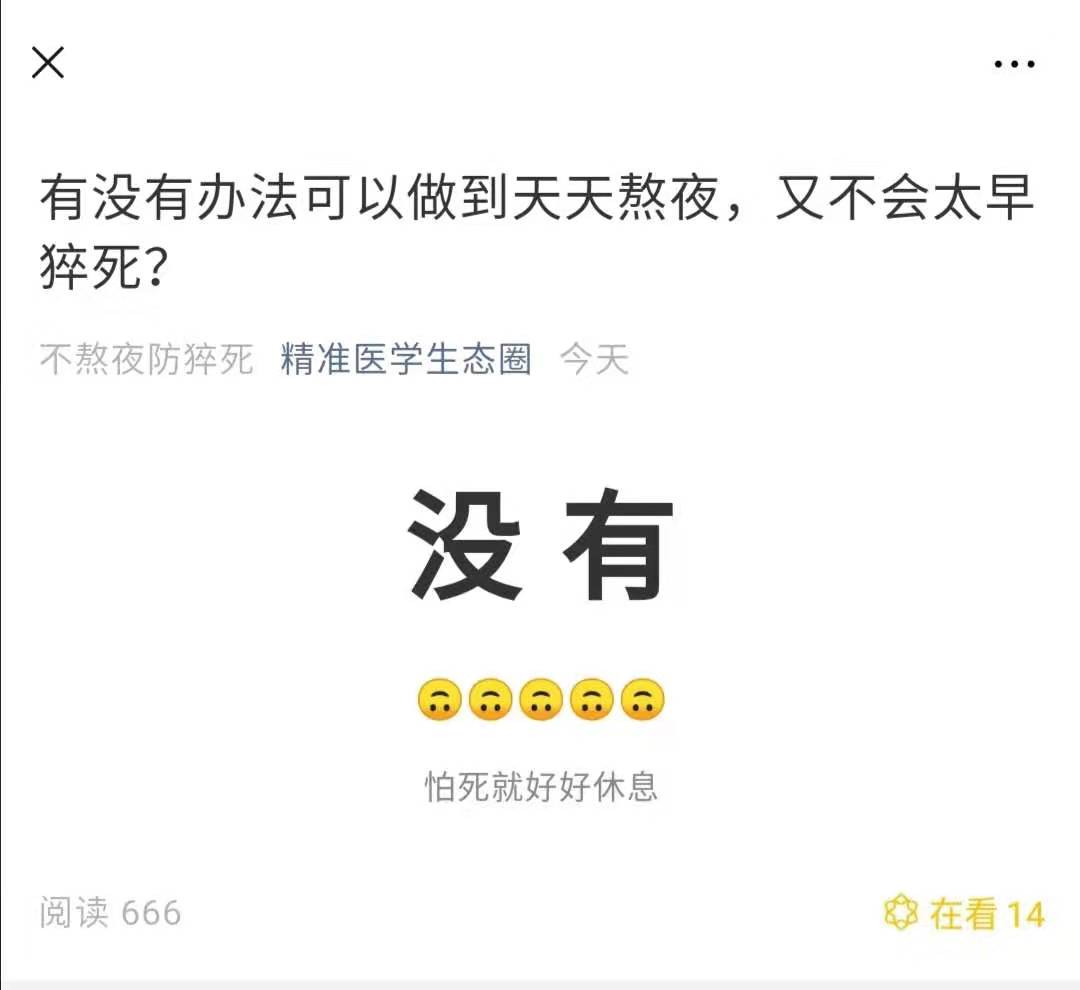 有没有办法可以做到天天熬夜，又不会太早
猝死？
不熬夜防猝死 精准医学生态圈 今天
没有
🙃🙃🙃🙃🙃
怕死就好好休息
阅读 666 在看 14